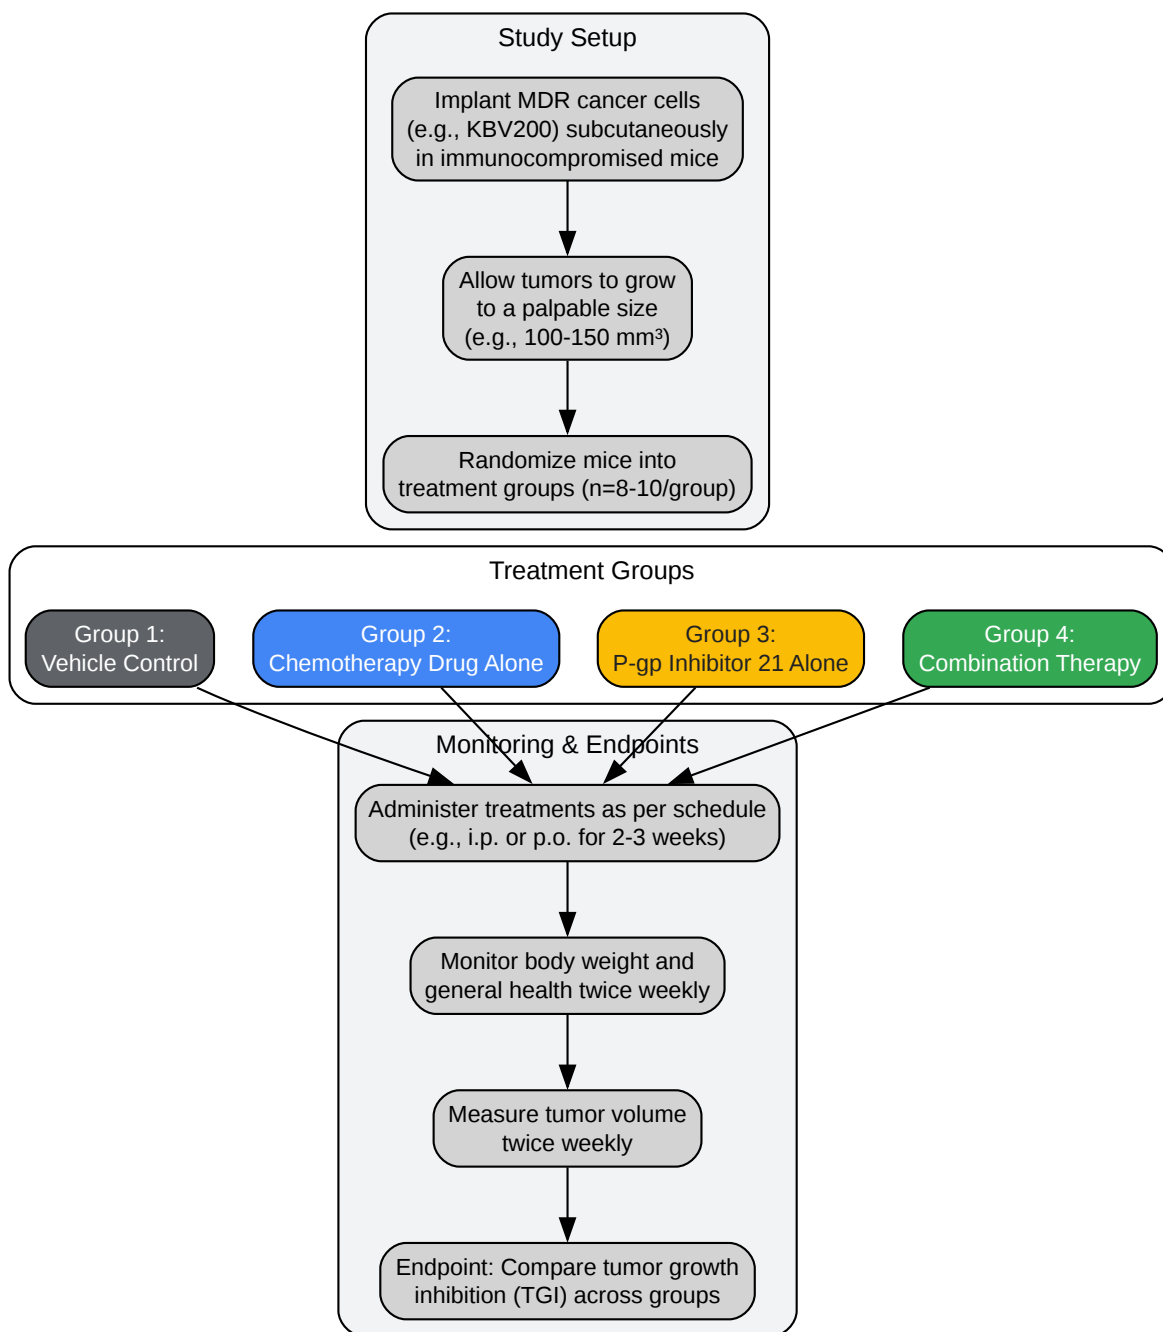 Study Setup
Implant MDR cancer cells
(e.g., KBV200) subcutaneously
in immunocompromised mice
Allow tumors to grow
to a palpable size
(e.g., 100-150 mm³)
Randomize mice into
treatment groups (n=8-10/group)
Treatment Groups
Group 1:
Vehicle Control
Group 2:
Chemotherapy Drug Alone
Group 3:
P-gp Inhibitor 21 Alone
Group 4:
Combination Therapy
Monitoring & Endpoints
Administer treatments as per schedule
(e.g., i.p. or p.o. for 2-3 weeks)
Monitor body weight and
general health twice weekly
Measure tumor volume
twice weekly
Endpoint: Compare tumor growth
inhibition (TGI) across groups